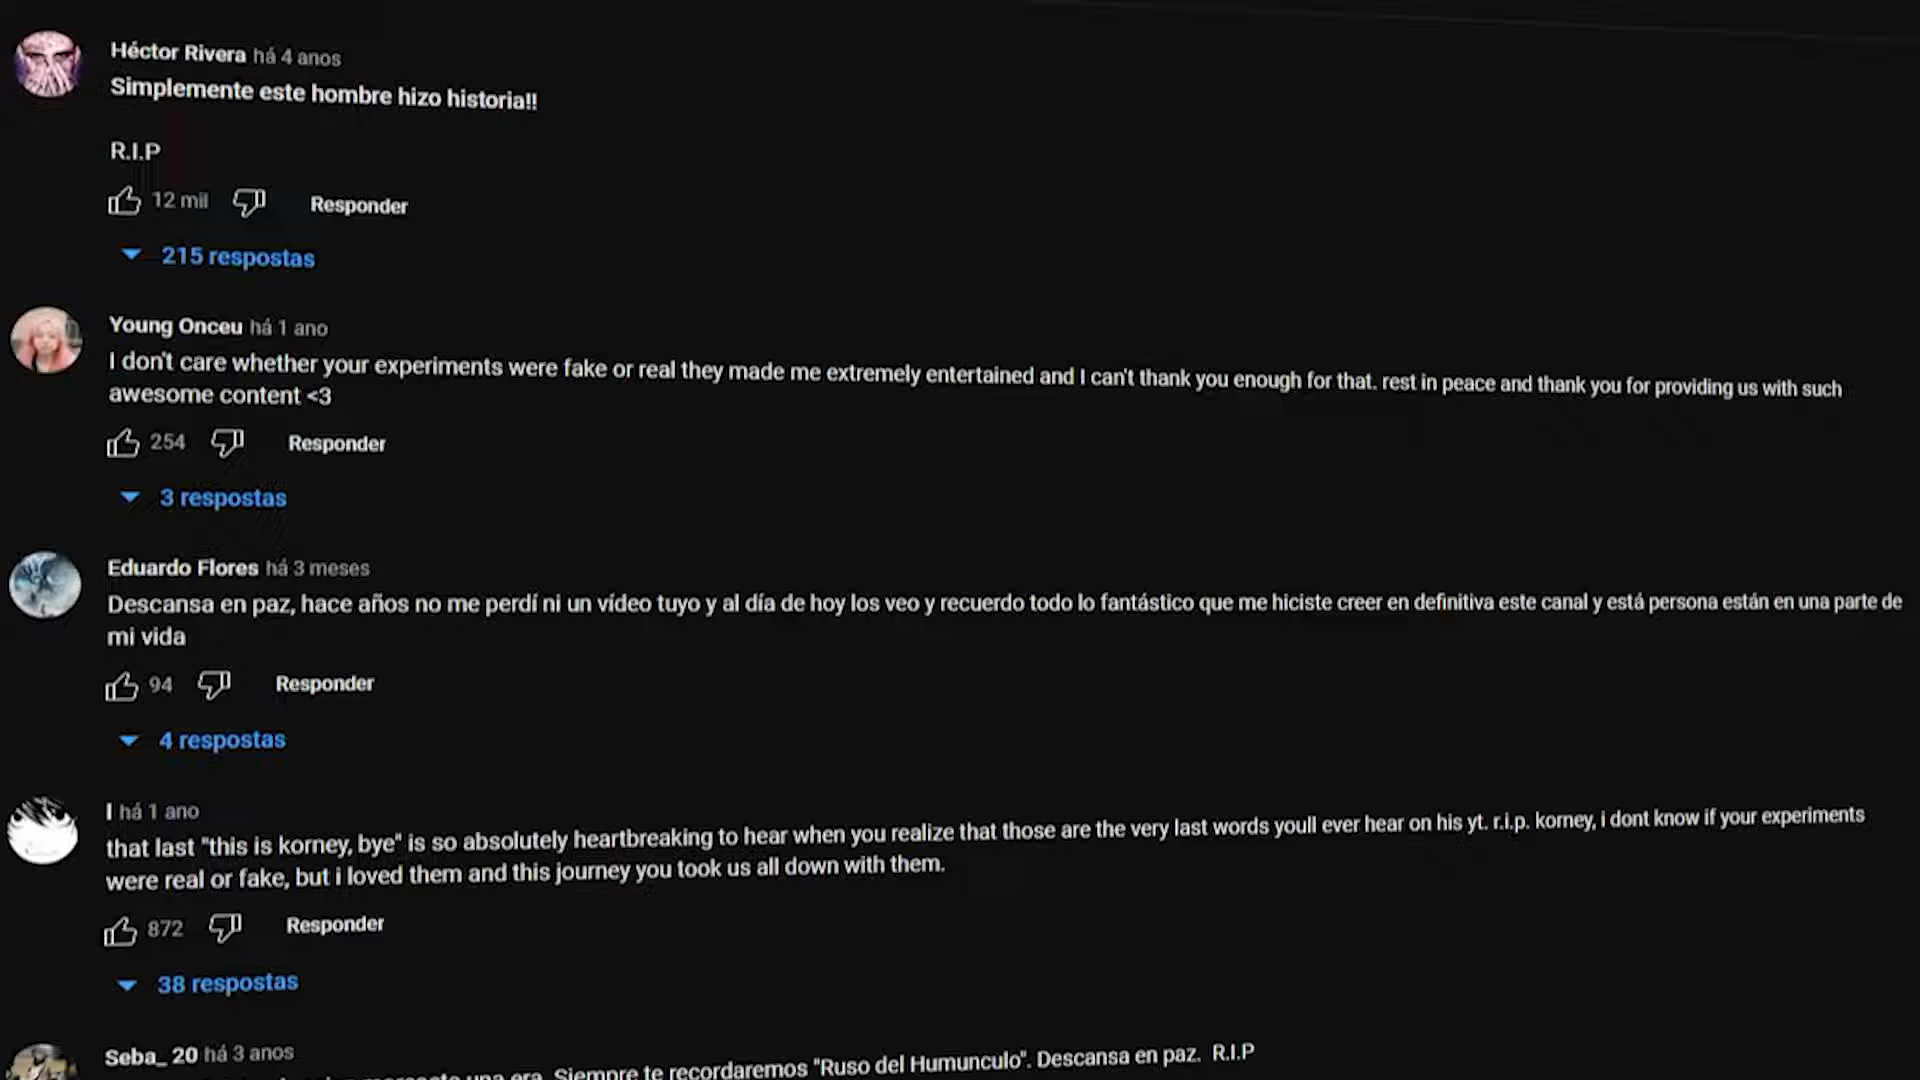 Héctor Rivera há 4 anos
Simplemente este hombre hizo historia!!
R.I.P
12 mil Responder
215 respostas
Young Onceu há 1 ano
I don't care whether your experiments were fake or real they made me extremely entertained and I can't thank you enough for that. rest in peace and thank you for providing us with such
awesome content <3
254 Responder
3 respostas
Eduardo Flores há 3 meses
Descansa en paz, hace años no me perdí ni un vídeo tuyo y al día de hoy los veo y recuerdo todo lo fantástico que me hiciste creer en definitiva este canal y está persona están en una parte de
mi vida
94 Responder
4 respostas
l há 1 ano
that last "this is korney, bye" is so absolutely heartbreaking to hear when you realize that those are the very last words youll ever hear on his yt. r.i.p. korney, i dont know if your experiments
were real or fake, but i loved them and this journey you took us all down with them.
872 Responder
38 respostas
Seba_ 20 há 3 anos
una era. Siempre te recordaremos "Ruso del Humunculo". Descansa en paz. R.I.P